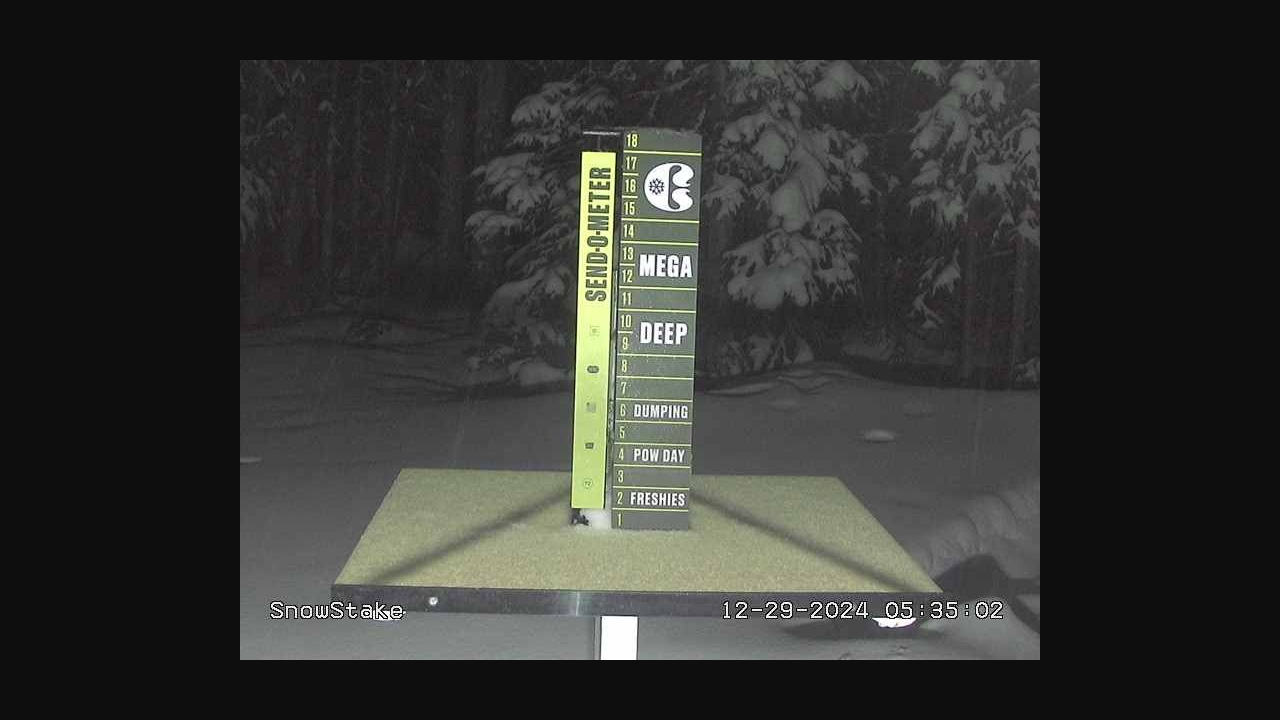 SEND-O-METER
18
17
16
15
14
13
12
MEGA
11
10
9
DEEP
8
7
6 DUMPING
5
4 POW DAY
3
2 FRESHIES
1
SnowStake
12-29-2024 05:35:02